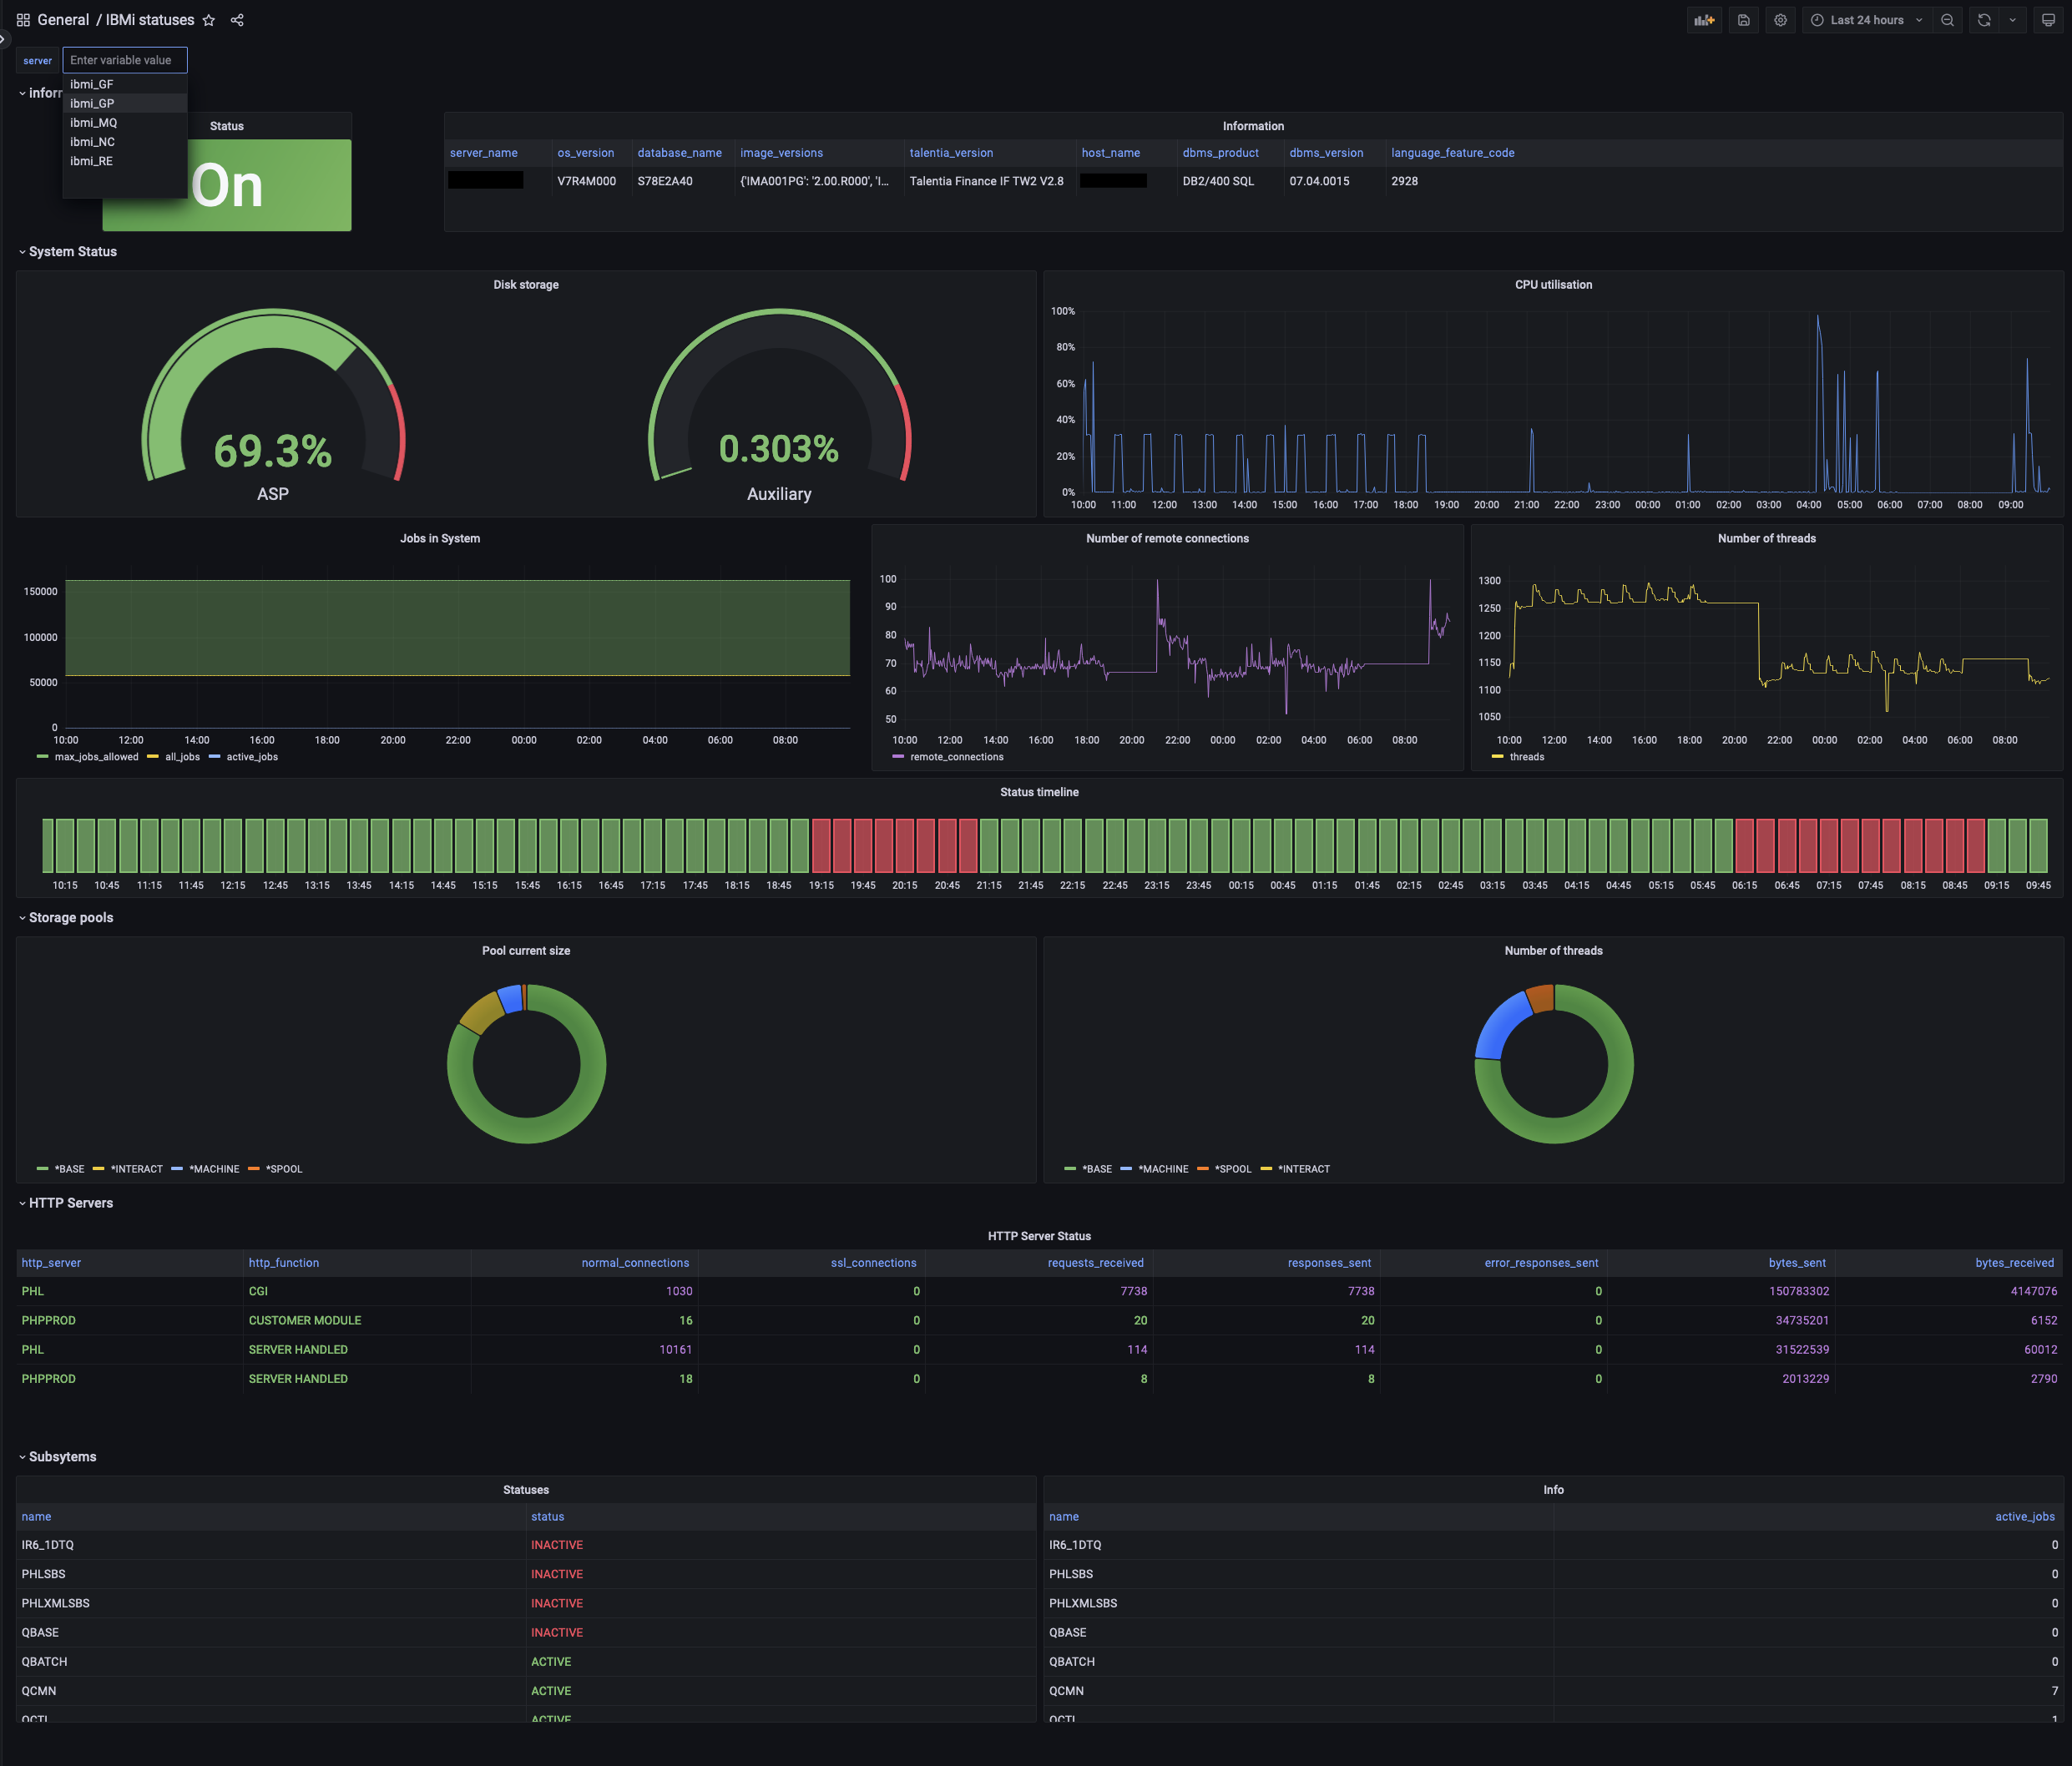 General / IBMi statuses
Last 24 hours
server Enter variable value
ibmi_GF
ibmi_GP
ibmi_MQ
ibmi_NC
ibmi_RE
Status
On
Information
server_name os_version database_name image_versions talentia_version host_name dbms_product dbms_version language_feature_code
V7R4M000 S78E2A40 {'IMA001PG': '2.00.R000', 'I... Talentia Finance IF TW2 V2.8 DB2/400 SQL 07.04.0015 2928
System Status
Disk storage
69.3%
ASP
0.303%
Auxiliary
CPU utilisation
100%
80%
60%
40%
20%
0%
10:00 11:00 12:00 13:00 14:00 15:00 16:00 17:00 18:00 19:00 20:00 21:00 22:00 23:00 00:00 01:00 02:00 03:00 04:00 05:00 06:00 07:00 08:00 09:00
Jobs in System
150000
100000
50000
0
10:00 12:00 14:00 16:00 18:00 20:00 22:00 00:00 02:00 04:00 06:00 08:00
max_jobs_allowed all_jobs active_jobs
Number of remote connections
100
90
80
70
60
50
10:00 12:00 14:00 16:00 18:00 20:00 22:00 00:00 02:00 04:00 06:00 08:00
remote_connections
Number of threads
1300
1250
1200
1150
1100
1050
10:00 12:00 14:00 16:00 18:00 20:00 22:00 00:00 02:00 04:00 06:00 08:00
threads
Status timeline
10:15 10:45 11:15 11:45 12:15 12:45 13:15 13:45 14:15 14:45 15:15 15:45 16:15 16:45 17:15 17:45 18:15 18:45 19:15 19:45 20:15 20:45 21:15 21:45 22:15 22:45 23:15 23:45 00:15 00:45 01:15 01:45 02:15 02:45 03:15 03:45 04:15 04:45 05:15 05:45 06:15 06:45 07:15 07:45 08:15 08:45 09:15 09:45
Storage pools
Pool current size
*BASE *INTERACT *MACHINE *SPOOL
Number of threads
*BASE *MACHINE *SPOOL *INTERACT
HTTP Servers
HTTP Server Status
http_server http_function normal_connections ssl_connections requests_received responses_sent error_responses_sent bytes_sent bytes_received
PHL CGI 1030 0 7738 7738 0 150783302 4147076
PHPPROD CUSTOMER MODULE 16 0 20 20 0 34735201 6152
PHL SERVER HANDLED 10161 0 114 114 0 31522539 60012
PHPPROD SERVER HANDLED 18 0 8 8 0 2013229 2790
Subsytems
Statuses
name status
IR6_1DTQ INACTIVE
PHLSBS INACTIVE
PHLXMLSBS INACTIVE
QBASE INACTIVE
QBATCH ACTIVE
QCMN ACTIVE
QCTL ACTIVE
Info
name active_jobs
IR6_1DTQ 0
PHLSBS 0
PHLXMLSBS 0
QBASE 0
QBATCH 0
QCMN 7
QCTL 1